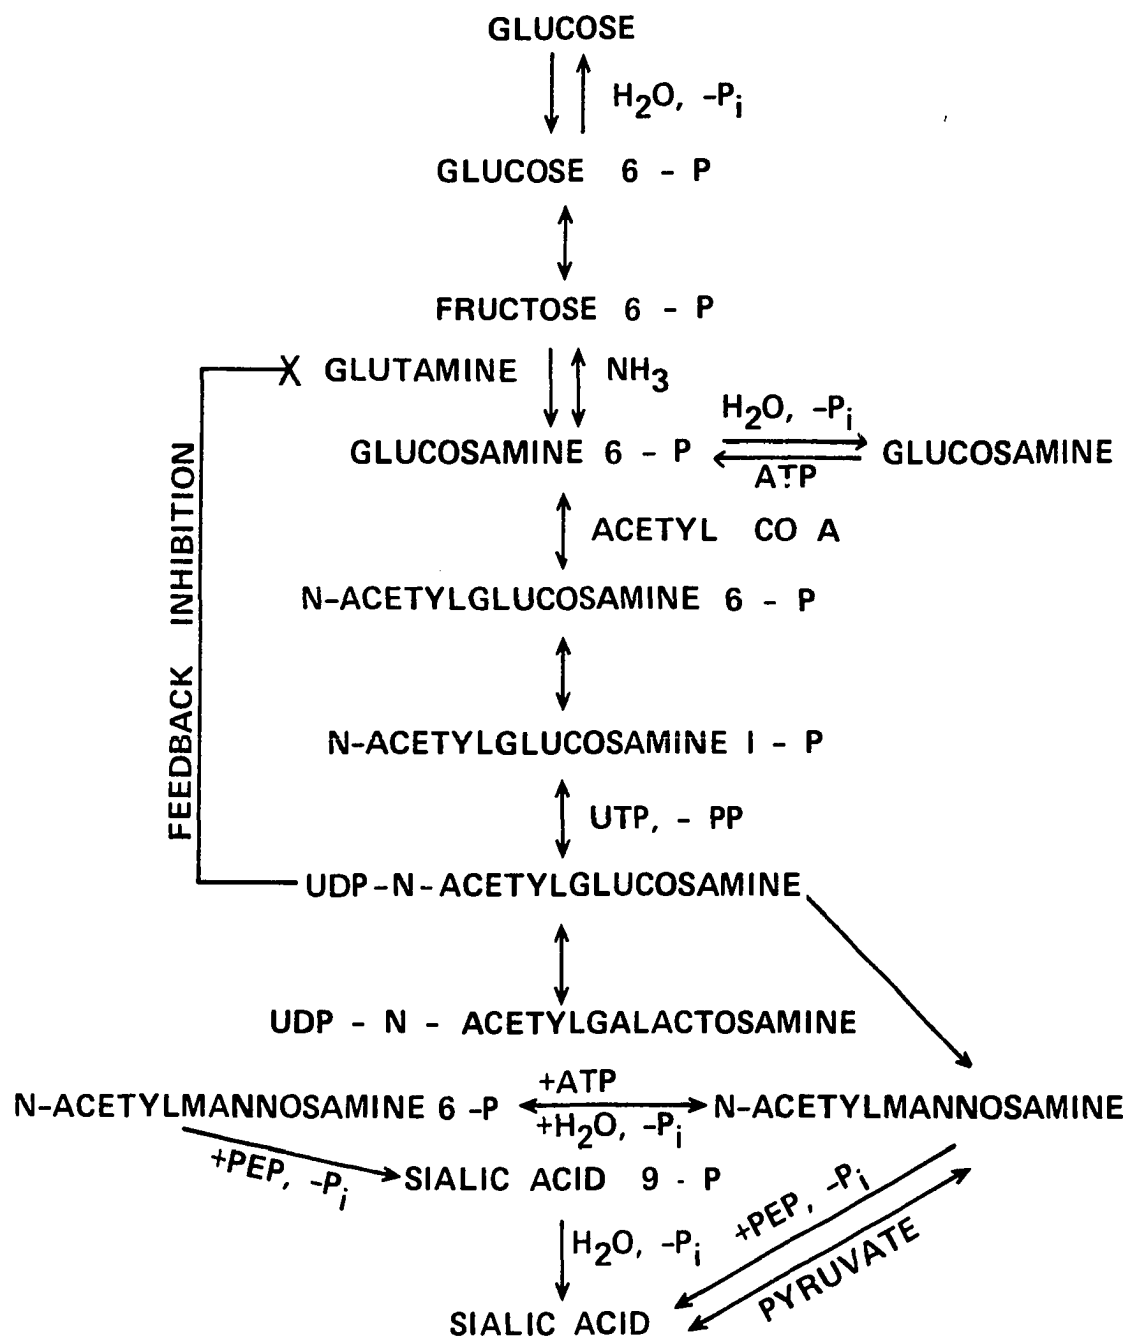 GLUCOSE
H2O, -Pi
GLUCOSE 6 - P
FRUCTOSE 6 - P
GLUTAMINE NH3
H2O, -Pi
GLUCOSAMINE 6 - P GLUCOSAMINE
ATP
FEEDBACK INHIBITION
ACETYL CO A
N-ACETYLGLUCOSAMINE 6 - P
N-ACETYLGLUCOSAMINE I - P
UTP, - PP
UDP-N-ACETYLGLUCOSAMINE
UDP - N - ACETYLGALACTOSAMINE
+ATP
N-ACETYLMANNOSAMINE 6 -P N-ACETYLMANNOSAMINE
+H2O, -Pi
+PEP, -Pi
SIALIC ACID 9 - P
+PEP, -Pi
H2O, -Pi
PYRUVATE
SIALIC ACID